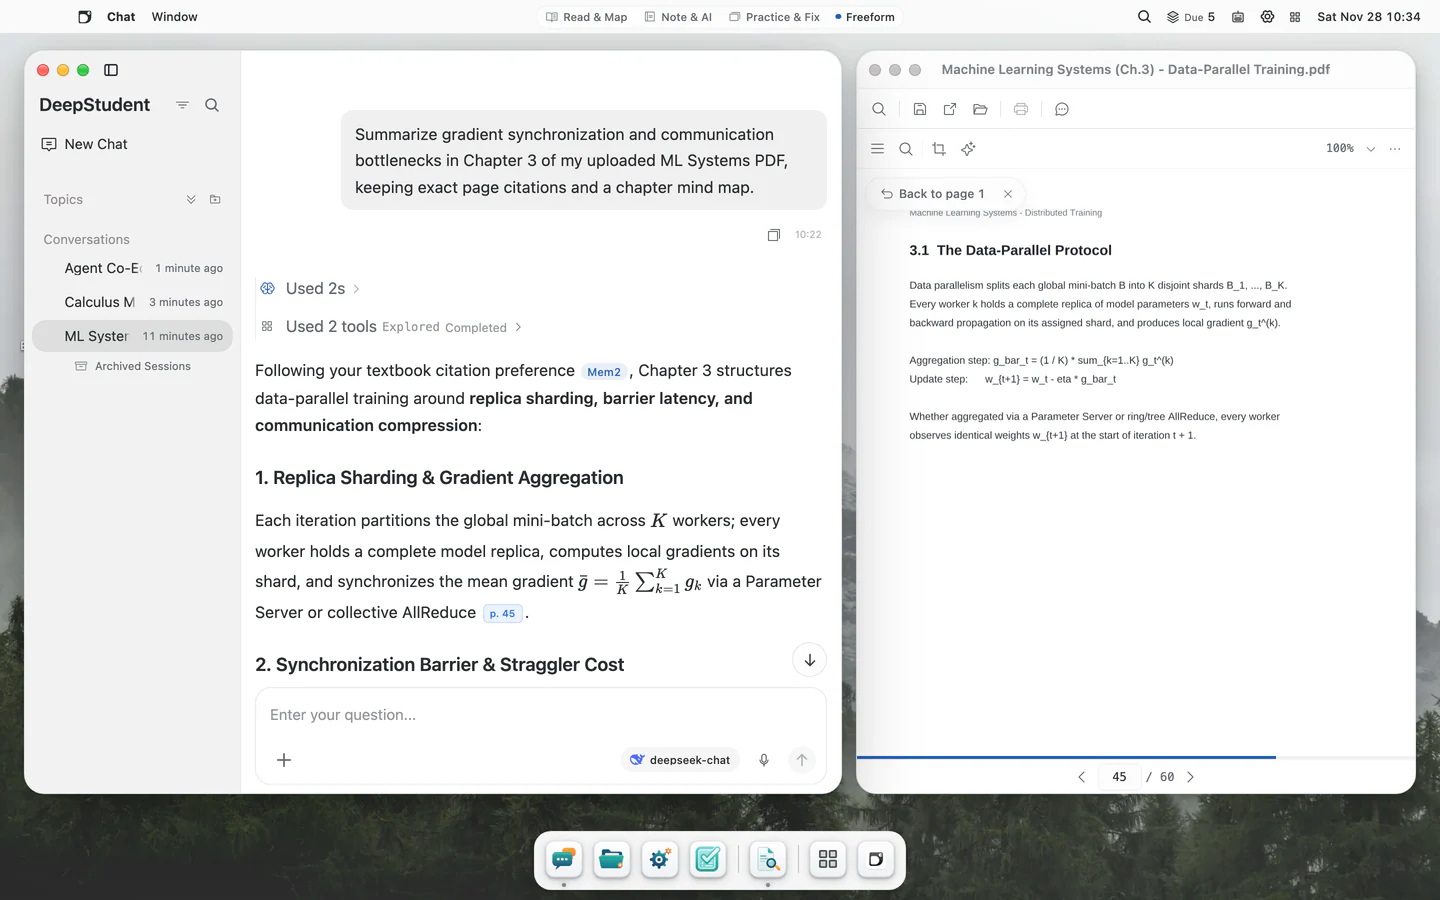 Chat Window Read & Map Note & AI Practice & Fix Freeform Due 5 Sat Nov 28 10:34
DeepStudent
New Chat
Topics
Conversations
Agent Co-E 1 minute ago
Calculus M 3 minutes ago
ML Syster 11 minutes ago
Archived Sessions
Summarize gradient synchronization and communication
bottlenecks in Chapter 3 of my uploaded ML Systems PDF,
keeping exact page citations and a chapter mind map.
10:22
Used 2s
Used 2 tools Explored Completed
Following your textbook citation preference Mem2 , Chapter 3 structures
data-parallel training around replica sharding, barrier latency, and
communication compression:
1. Replica Sharding & Gradient Aggregation
Each iteration partitions the global mini-batch across K workers; every
worker holds a complete model replica, computes local gradients on its
shard, and synchronizes the mean gradient ḡ = 1/K ∑_{k=1}^{K} g_k via a Parameter
Server or collective AllReduce p. 45 .
2. Synchronization Barrier & Straggler Cost
Enter your question...
deepseek-chat
Machine Learning Systems (Ch.3) - Data-Parallel Training.pdf
100%
Back to page 1
Machine Learning Systems - Distributed Training
3.1 The Data-Parallel Protocol
Data parallelism splits each global mini-batch B into K disjoint shards B_1, ..., B_K.
Every worker k holds a complete replica of model parameters w_t, runs forward and
backward propagation on its assigned shard, and produces local gradient g_t^(k).
Aggregation step: g_bar_t = (1 / K) * sum_{k=1..K} g_t^(k)
Update step: w_{t+1} = w_t - eta * g_bar_t
Whether aggregated via a Parameter Server or ring/tree AllReduce, every worker
observes identical weights w_{t+1} at the start of iteration t + 1.
45 / 60